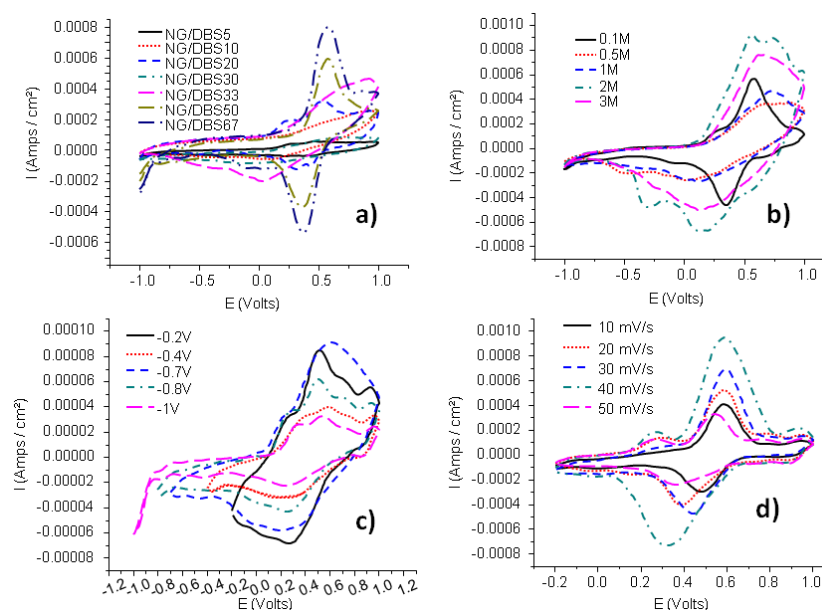 NG/DBS5
NG/DBS10
NG/DBS20
NG/DBS30
NG/DBS33
NG/DBS50
NG/DBS67
0.0008
0.0006
0.0004
0.0002
0.0000
-0.0002
-0.0004
-0.0006
I (Amps / cm²)
-1.0 -0.5 0.0 0.5 1.0
E (Volts)
a)
0.1M
0.5M
1M
2M
3M
0.0010
0.0008
0.0006
0.0004
0.0002
0.0000
-0.0002
-0.0004
-0.0006
-0.0008
I (Amps / cm²)
-1.0 -0.5 0.0 0.5 1.0
E (Volts)
b)
-0.2V
-0.4V
-0.7V
-0.8V
-1V
0.00010
0.00008
0.00006
0.00004
0.00002
0.00000
-0.00002
-0.00004
-0.00006
-0.00008
I (Amps / cm²)
-1.2 -1.0 -0.8 -0.6 0.4 0.2 0.0 0.2 0.4 0.6 0.8 1.0 1.2
E (Volts)
c)
10 mV/s
20 mV/s
30 mV/s
40 mV/s
50 mV/s
0.0010
0.0008
0.0006
0.0004
0.0002
0.0000
-0.0002
-0.0004
-0.0006
-0.0008
I (Amps / cm²)
-0.2 0.0 0.2 0.4 0.6 0.8 1.0
E (Volts)
d)